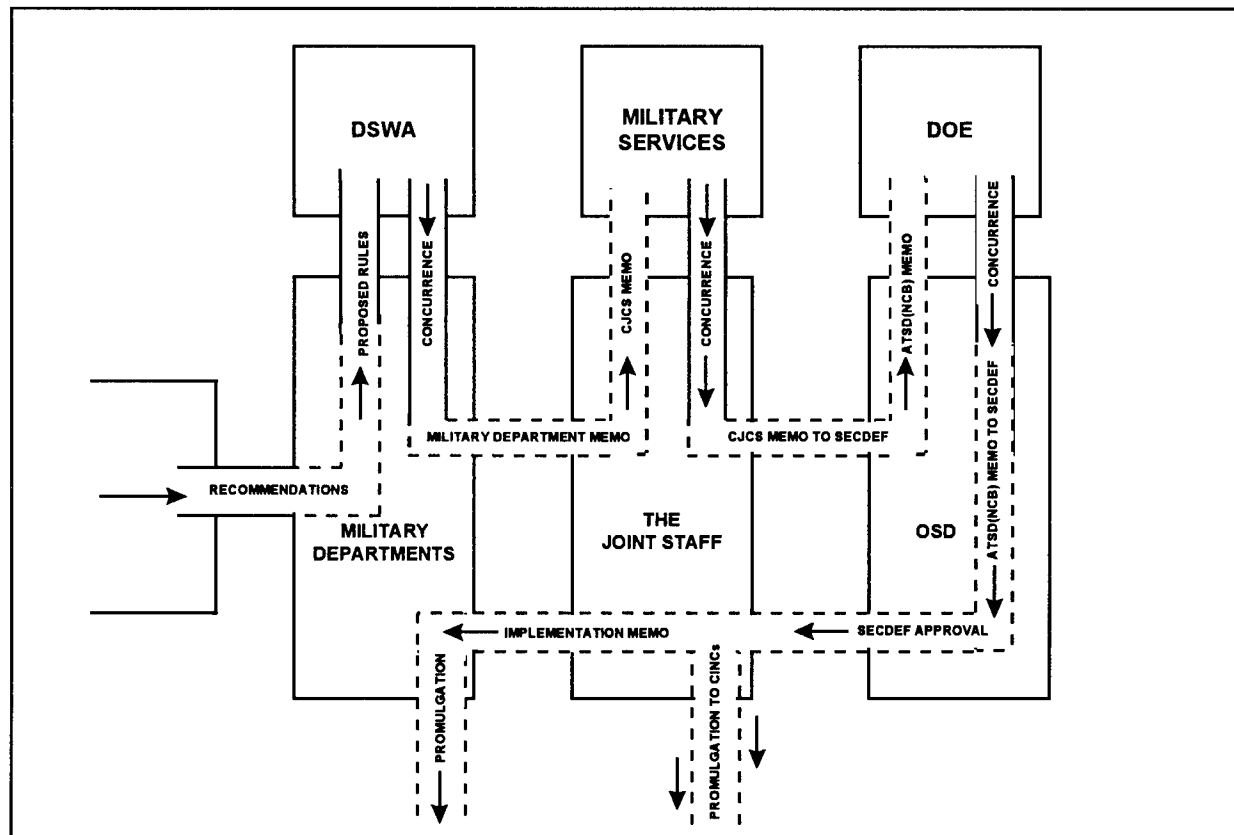 DSWA
MILITARY
SERVICES
DOE
PROPOSED RULES
CONCURRENCE
CJCS MEMO
CONCURRENCE
ATSD(NCB) MEMO
CONCURRENCE
MILITARY DEPARTMENT MEMO
CJCS MEMO TO SECDEF
ATSD(NCB) MEMO TO SECDEF
RECOMMENDATIONS
MILITARY
DEPARTMENTS
THE
JOINT STAFF
OSD
IMPLEMENTATION MEMO
SECDEF APPROVAL
PROMULGATION
PROMULGATION TO CINCs